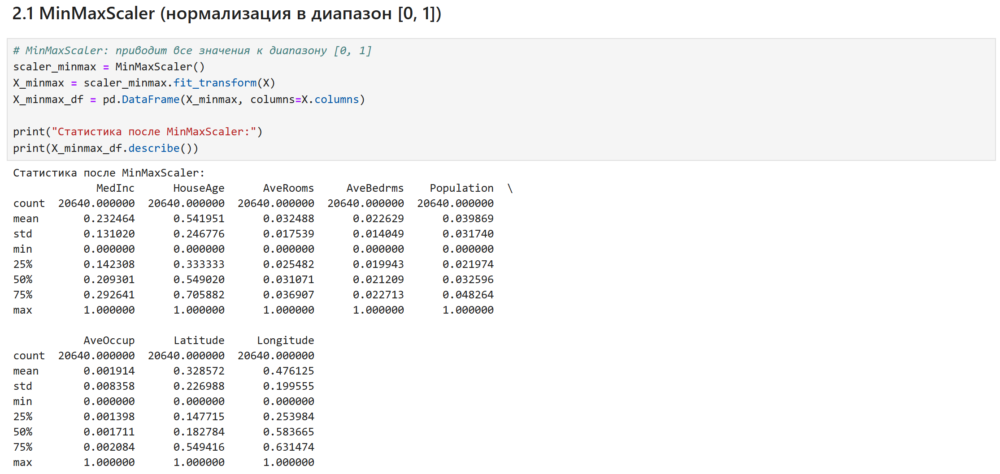 2.1 MinMaxScaler (нормализация в диапазон [0, 1])
# MinMaxScaler: приводит все значения к диапазону [0, 1]
scaler_minmax = MinMaxScaler()
X_minmax = scaler_minmax.fit_transform(X)
X_minmax_df = pd.DataFrame(X_minmax, columns=X.columns)

print("Статистика после MinMaxScaler:")
print(X_minmax_df.describe())
Статистика после MinMaxScaler:
             MedInc      HouseAge      AveRooms     AveBedrms    Population  \
count  20640.000000  20640.000000  20640.000000  20640.000000  20640.000000
mean       0.232464      0.541951      0.032488      0.022629      0.039869
std        0.131020      0.246776      0.017539      0.014049      0.031740
min        0.000000      0.000000      0.000000      0.000000      0.000000
25%        0.142308      0.333333      0.025482      0.019943      0.021974
50%        0.209301      0.549020      0.031071      0.021209      0.032596
75%        0.292641      0.705882      0.036907      0.022713      0.048264
max        1.000000      1.000000      1.000000      1.000000      1.000000

           AveOccup      Latitude     Longitude
count  20640.000000  20640.000000  20640.000000
mean       0.001914      0.328572      0.476125
std        0.008358      0.226988      0.199555
min        0.000000      0.000000      0.000000
25%        0.001398      0.147715      0.253984
50%        0.001711      0.182784      0.583665
75%        0.002084      0.549416      0.631474
max        1.000000      1.000000      1.000000